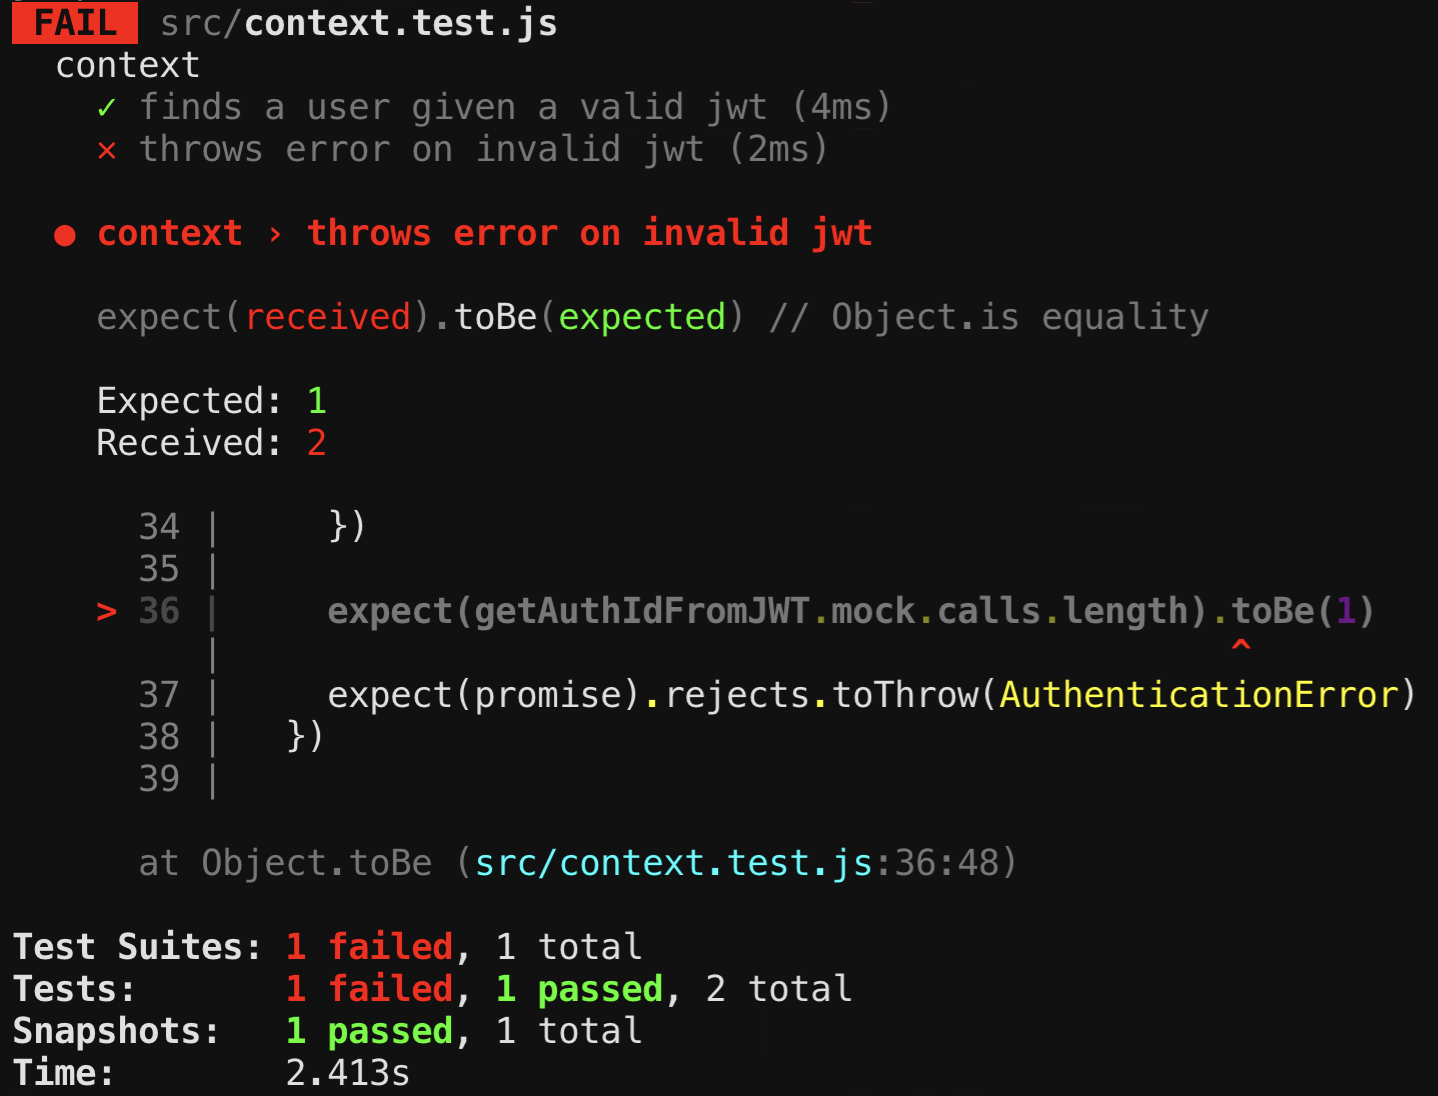 FAIL src/context.test.js
context
✓ finds a user given a valid jwt (4ms)
✕ throws error on invalid jwt (2ms)
● context › throws error on invalid jwt
expect(received).toBe(expected) // Object.is equality
Expected: 1
Received: 2
34 |     })
35 |
> 36 |     expect(getAuthIdFromJWT.mock.calls.length).toBe(1)
|                                                ^
37 |     expect(promise).rejects.toThrow(AuthenticationError)
38 |   })
39 |
at Object.toBe (src/context.test.js:36:48)
Test Suites: 1 failed, 1 total
Tests:       1 failed, 1 passed, 2 total
Snapshots:   1 passed, 1 total
Time:        2.413s